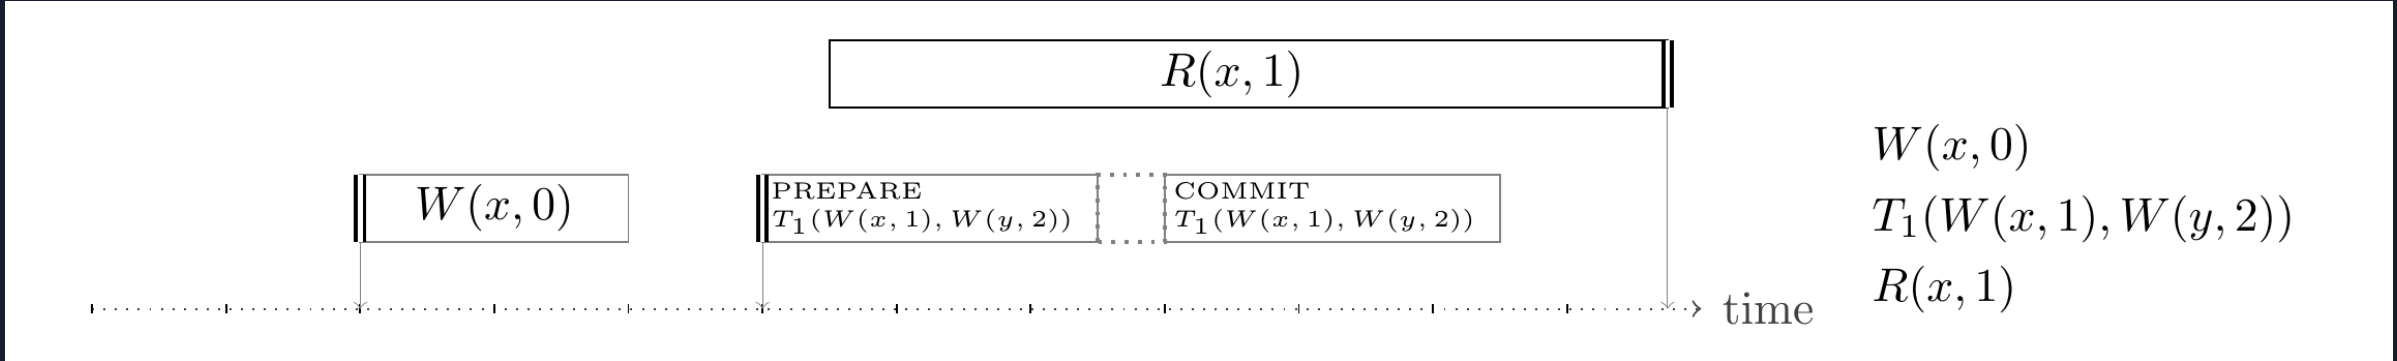 R(x, 1)
W(x, 0)
PREPARE
T₁(W(x, 1), W(y, 2))
COMMIT
T₁(W(x, 1), W(y, 2))
time
W(x, 0)
T₁(W(x, 1), W(y, 2))
R(x, 1)